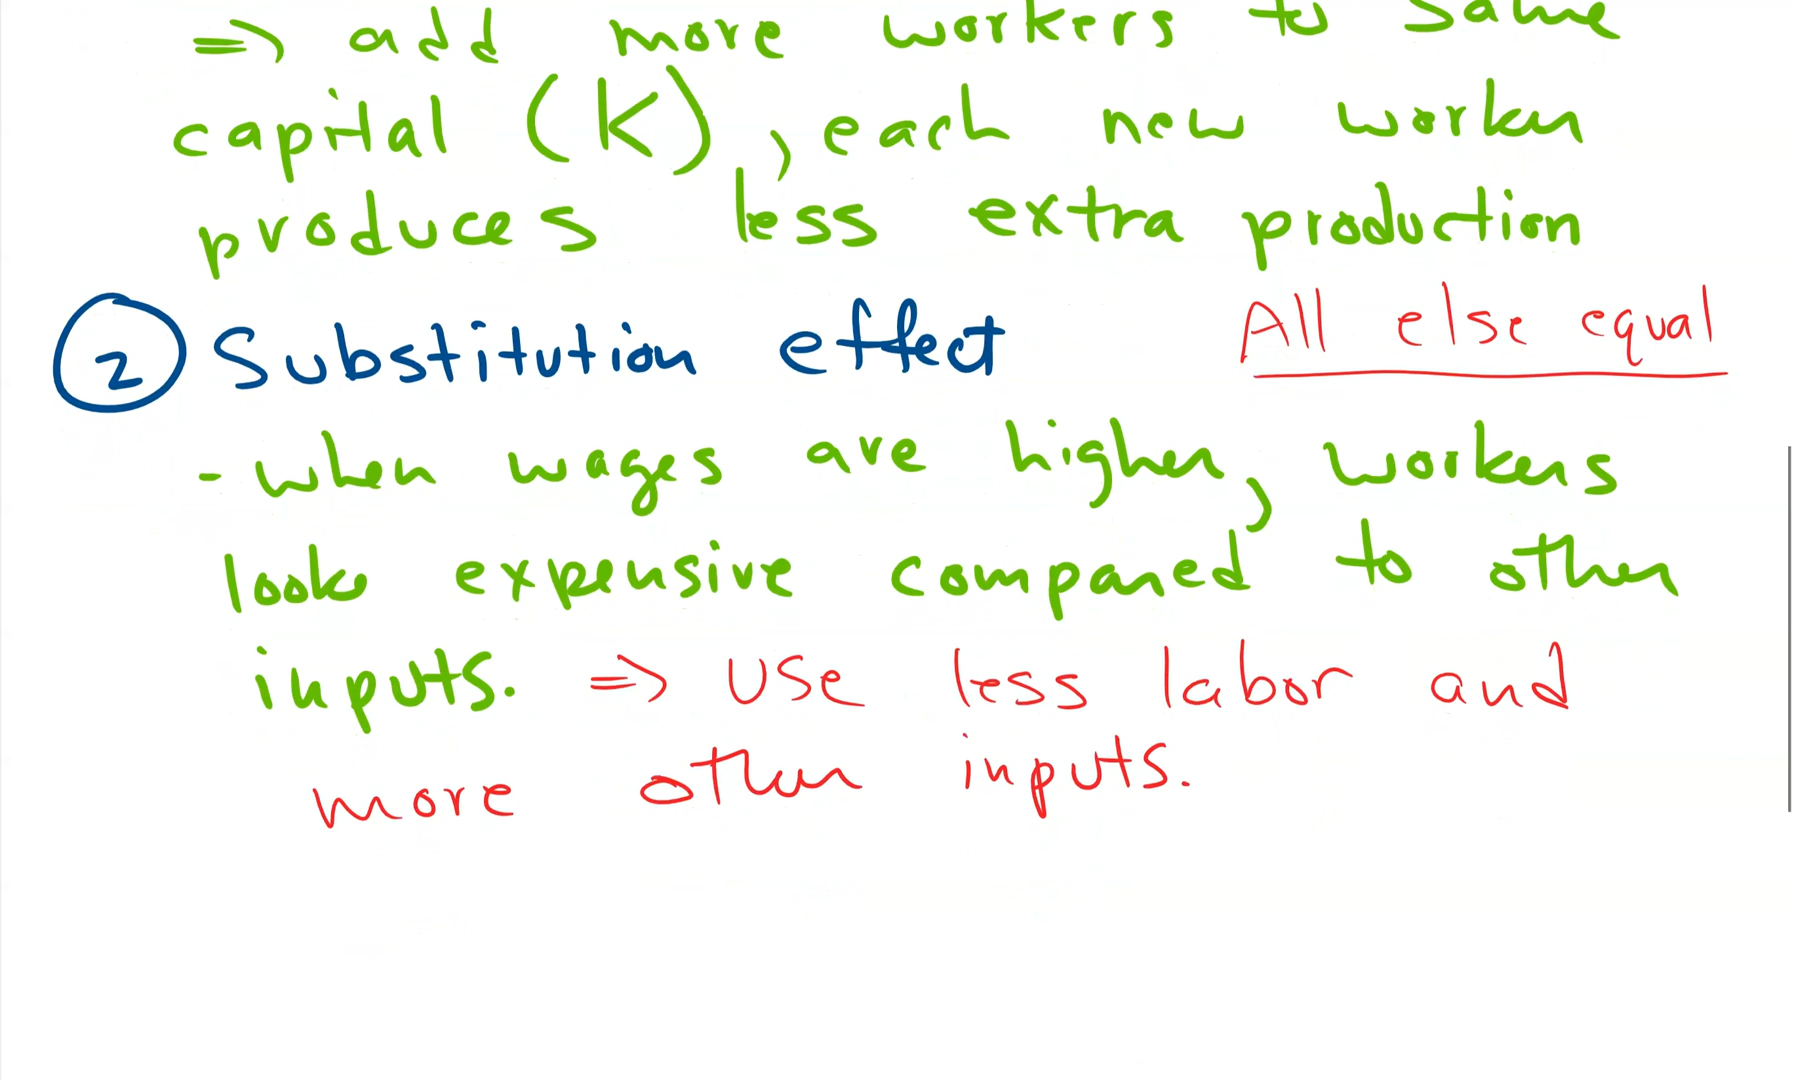 => add more workers to same
capital (K), each new worker
produces less extra production
② Substitution effect All else equal
- when wages are higher, workers
look expensive compared to other
inputs. => use less labor and
more other inputs.